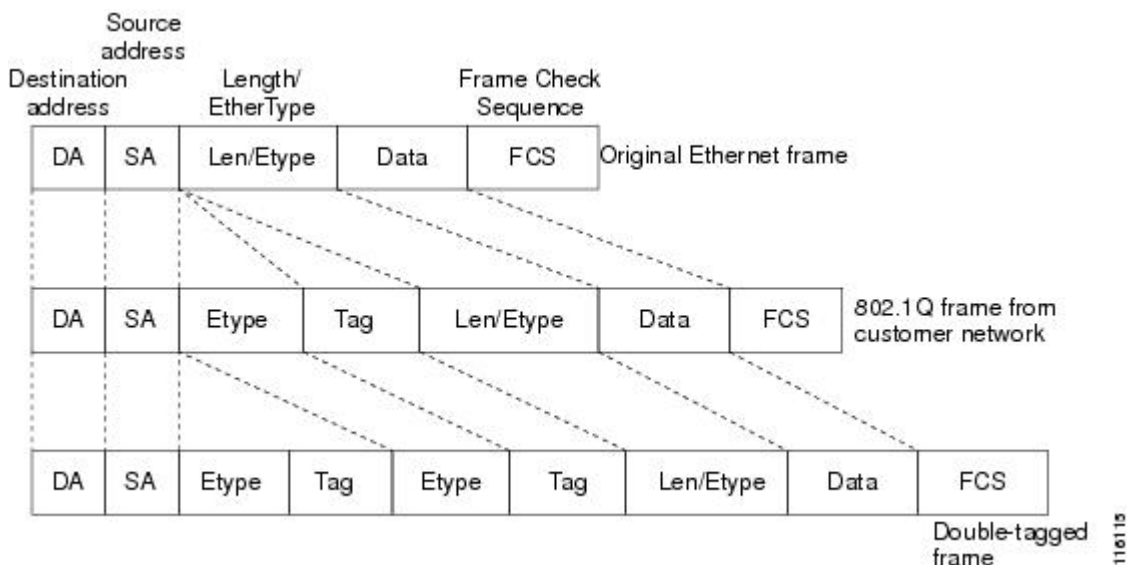 Source
address
Destination
address
Length/
EtherType
Frame Check
Sequence
DA SA Len/Etype Data FCS Original Ethernet frame
DA SA Etype Tag Len/Etype Data FCS 802.1Q frame from
customer network
DA SA Etype Tag Etype Tag Len/Etype Data FCS
Double-tagged
frame
116115